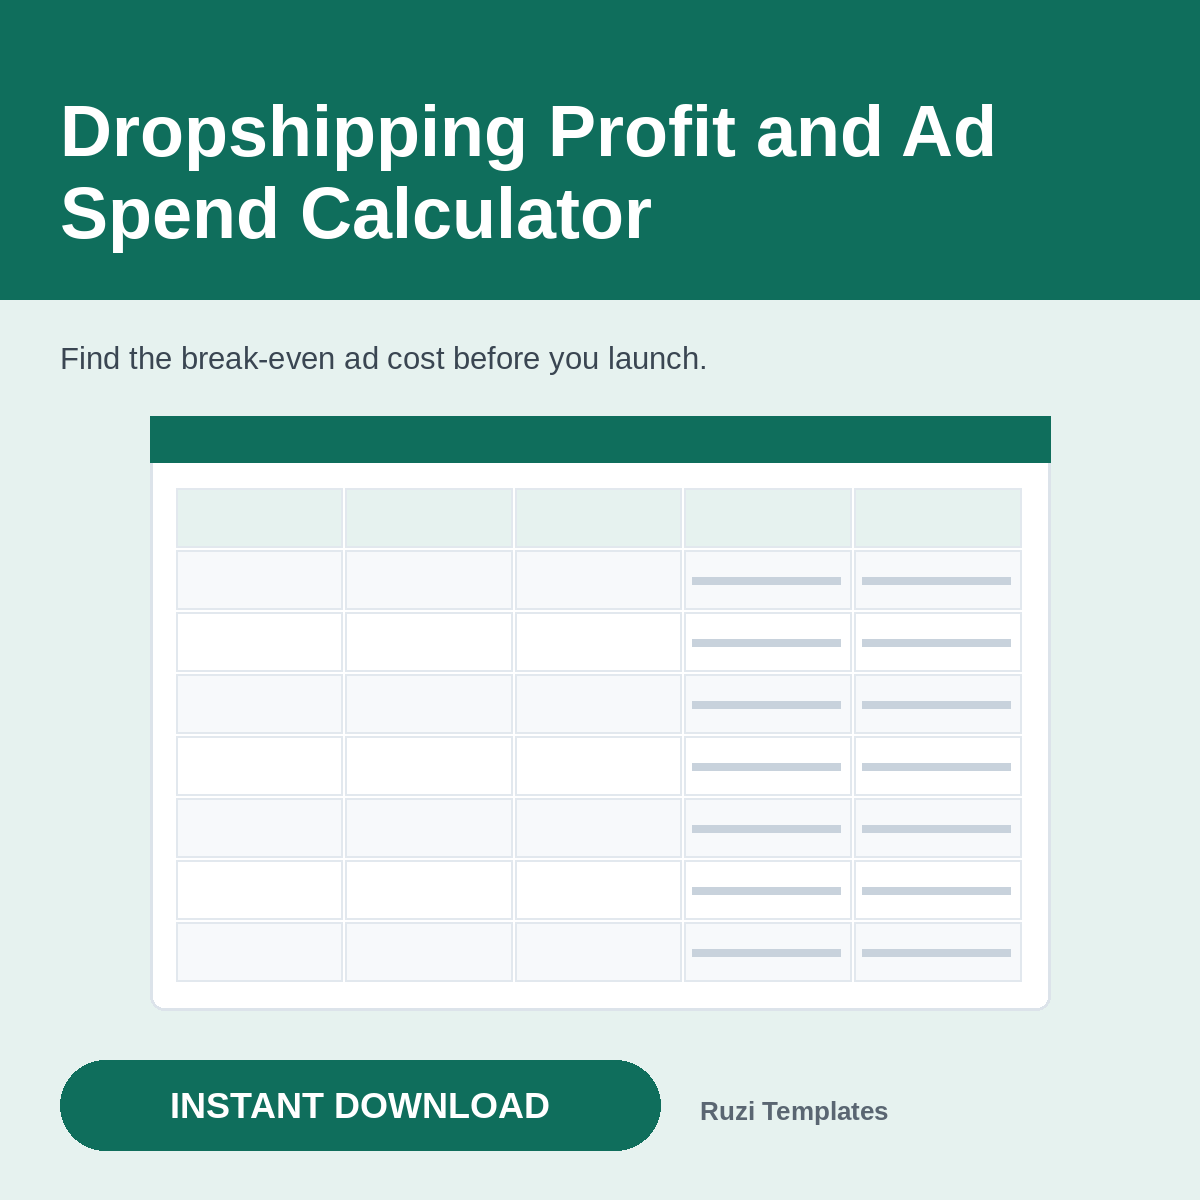 Dropshipping Profit and Ad
Spend Calculator
Find the break-even ad cost before you launch.
INSTANT DOWNLOAD
Ruzi Templates